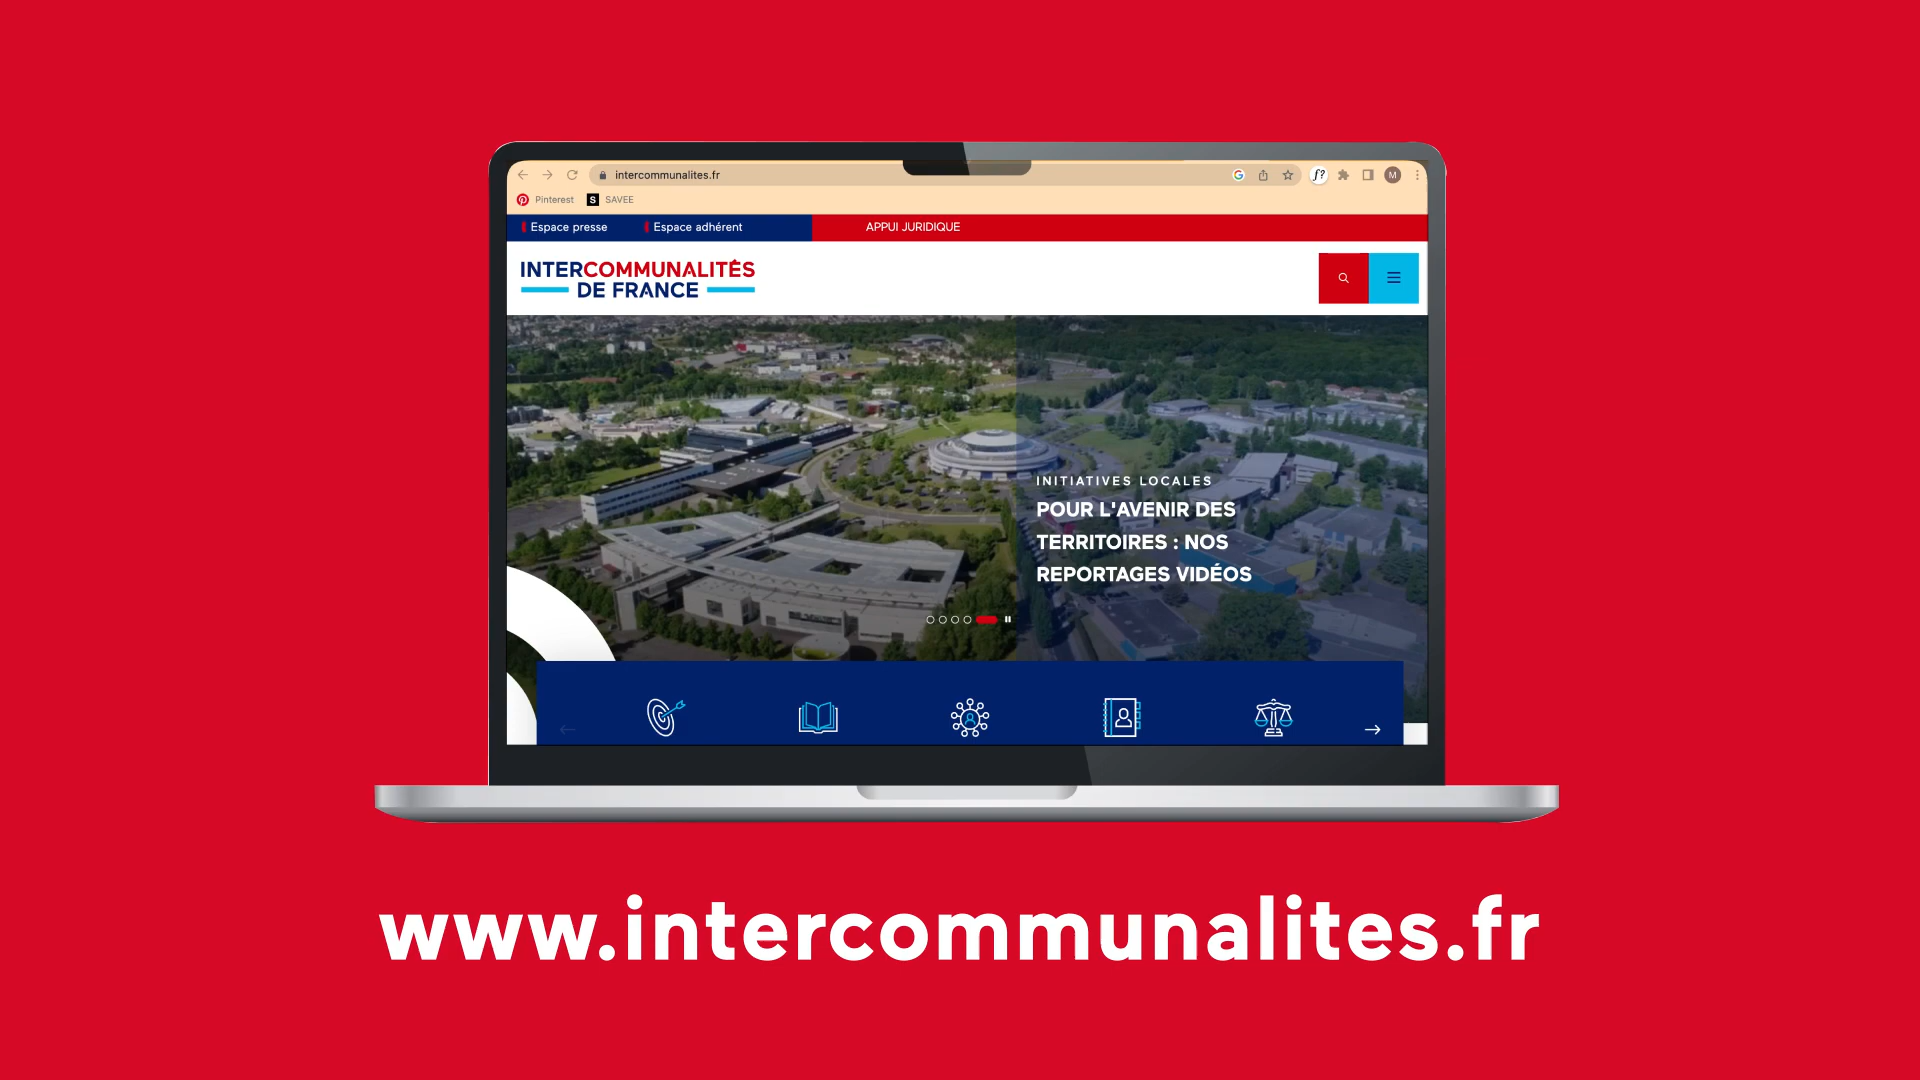 intercommunalites.fr
M
Pinterest
S SAVEE
Espace presse
Espace adhérent
APPUI JURIDIQUE
INTERCOMMUNALITÉS
DE FRANCE
INITIATIVES LOCALES
POUR L'AVENIR DES
TERRITOIRES : NOS
REPORTAGES VIDÉOS
www.intercommunalites.fr